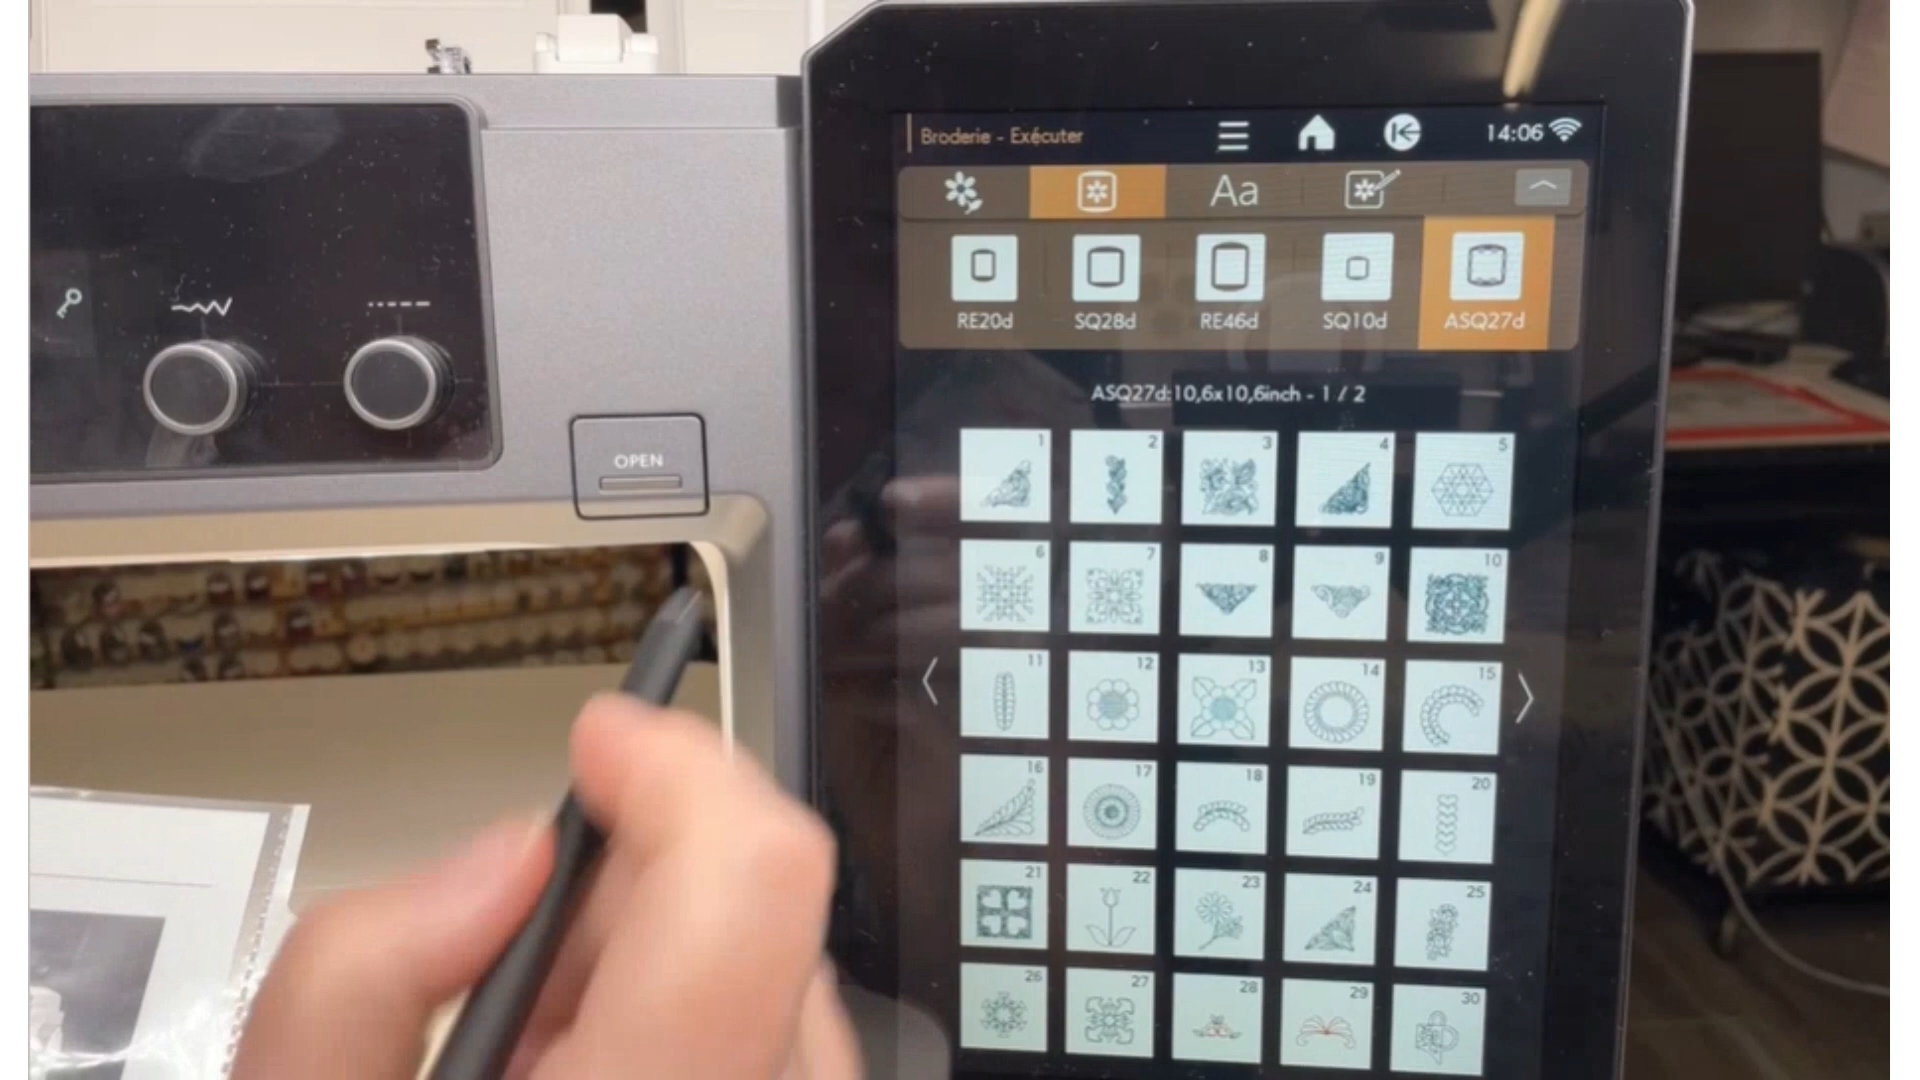 Broderie - Exécuter
14:06
Aa
RE20d SQ28d RE46d SQ10d ASQ27d
ASQ27d:10,6x10,6inch - 1 / 2
OPEN
1 2 3 4 5
6 7 8 9 10
11 12 13 14 15
16 17 18 19 20
21 22 23 24 25
26 27 28 29 30